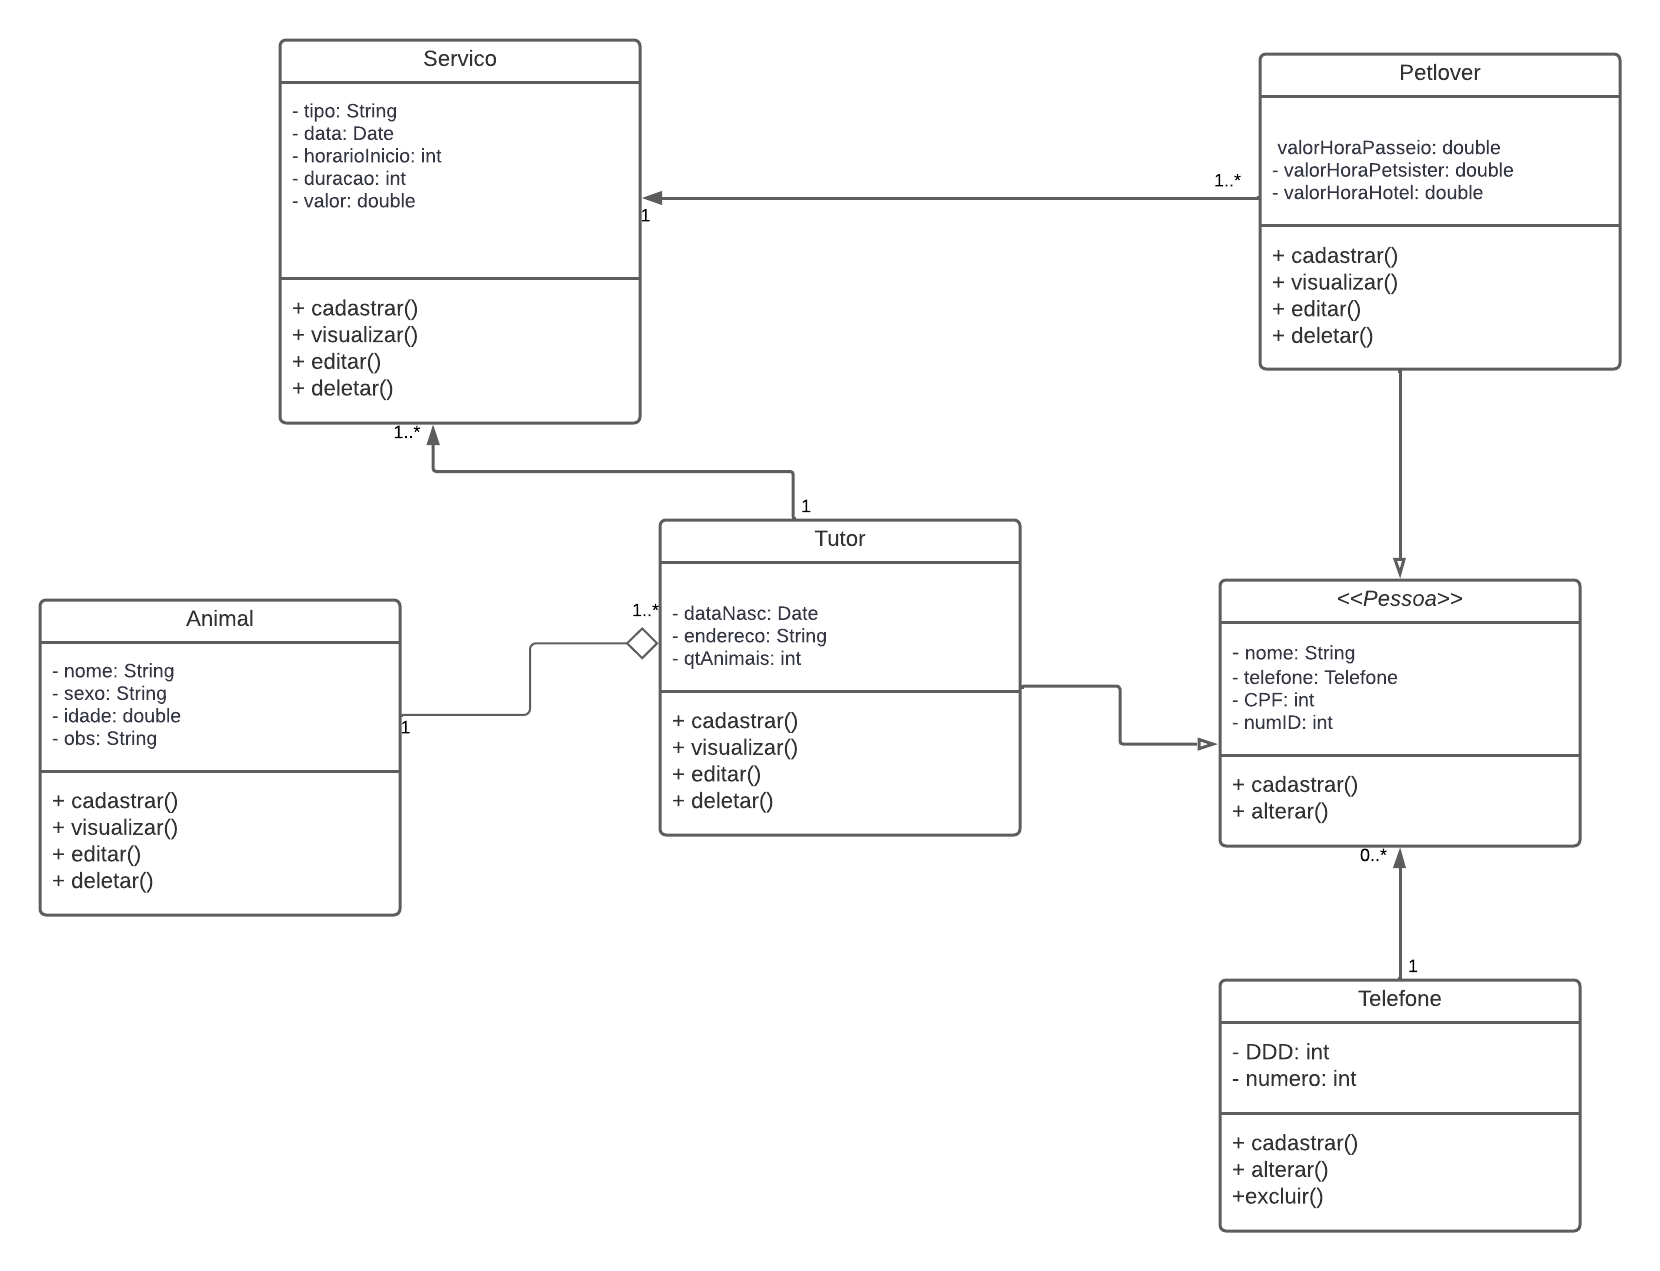 Servico
- tipo: String
- data: Date
- horarioInicio: int
- duracao: int
- valor: double
+ cadastrar()
+ visualizar()
+ editar()
+ deletar()
1..*
1
1..*
Petlover
valorHoraPasseio: double
- valorHoraPetsister: double
- valorHoraHotel: double
+ cadastrar()
+ visualizar()
+ editar()
+ deletar()
1
Tutor
- dataNasc: Date
- endereco: String
- qtAnimais: int
+ cadastrar()
+ visualizar()
+ editar()
+ deletar()
1..*
Animal
- nome: String
- sexo: String
- idade: double
- obs: String
+ cadastrar()
+ visualizar()
+ editar()
+ deletar()
1
<<Pessoa>>
- nome: String
- telefone: Telefone
- CPF: int
- numID: int
+ cadastrar()
+ alterar()
0..*
1
Telefone
- DDD: int
- numero: int
+ cadastrar()
+ alterar()
+excluir()